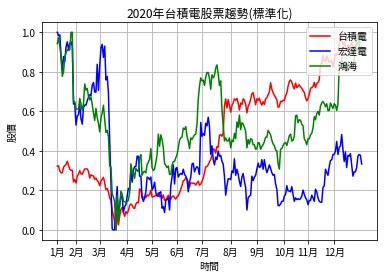 2020年台積電股票趨勢(標準化)
台積電
宏達電
鴻海
股價
1.0
0.8
0.6
0.4
0.2
0.0
1月 2月 3月 4月 5月 6月 7月 8月 9月 10月 11月 12月
時間